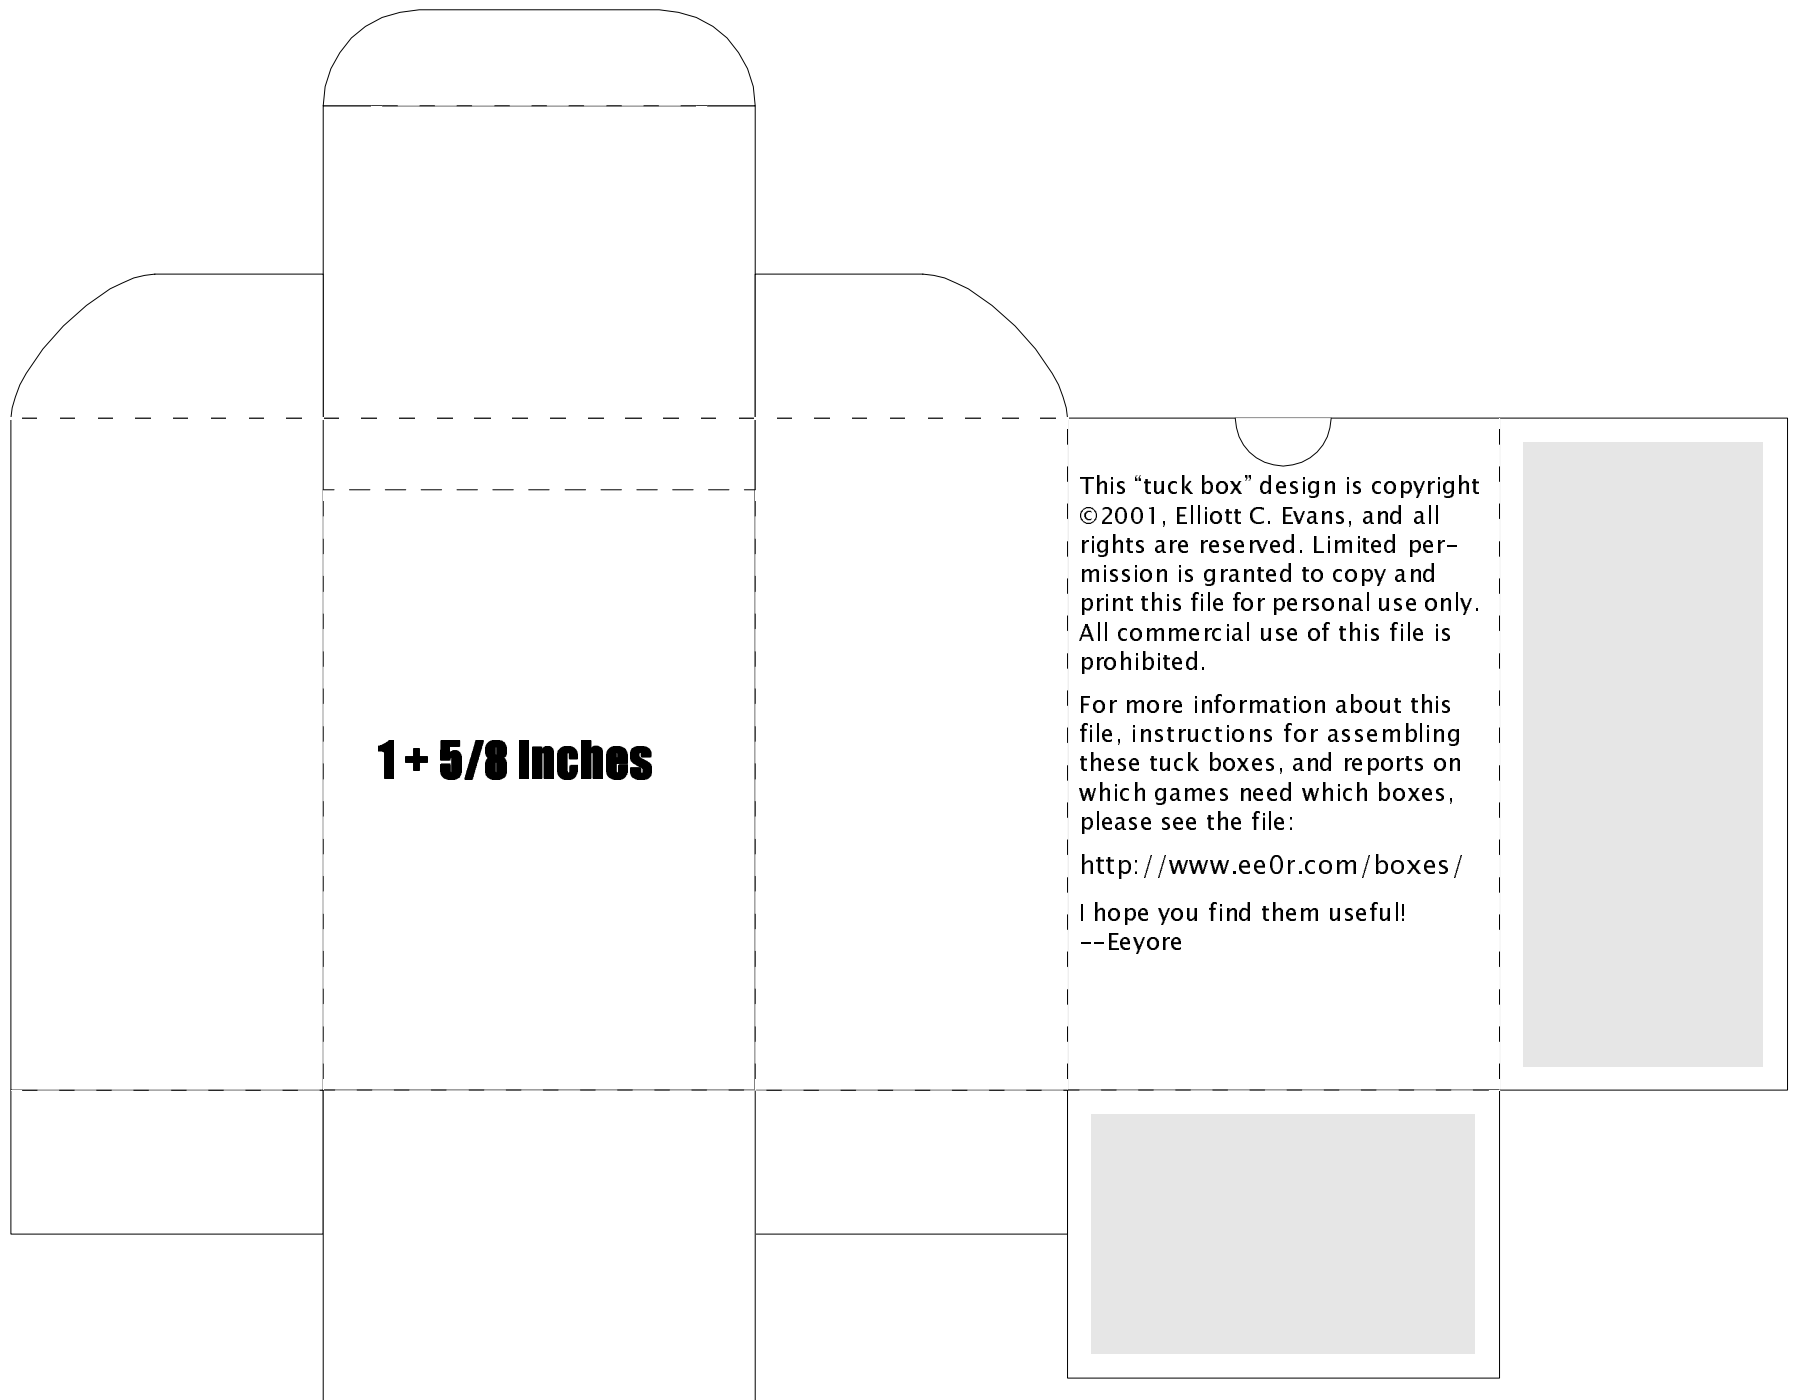 1 + 5/8 Inches
This “tuck box” design is copyright
©2001, Elliott C. Evans, and all
rights are reserved. Limited per-
mission is granted to copy and
print this file for personal use only.
All commercial use of this file is
prohibited.
For more information about this
file, instructions for assembling
these tuck boxes, and reports on
which games need which boxes,
please see the file:
http://www.ee0r.com/boxes/
I hope you find them useful!
--Eeyore